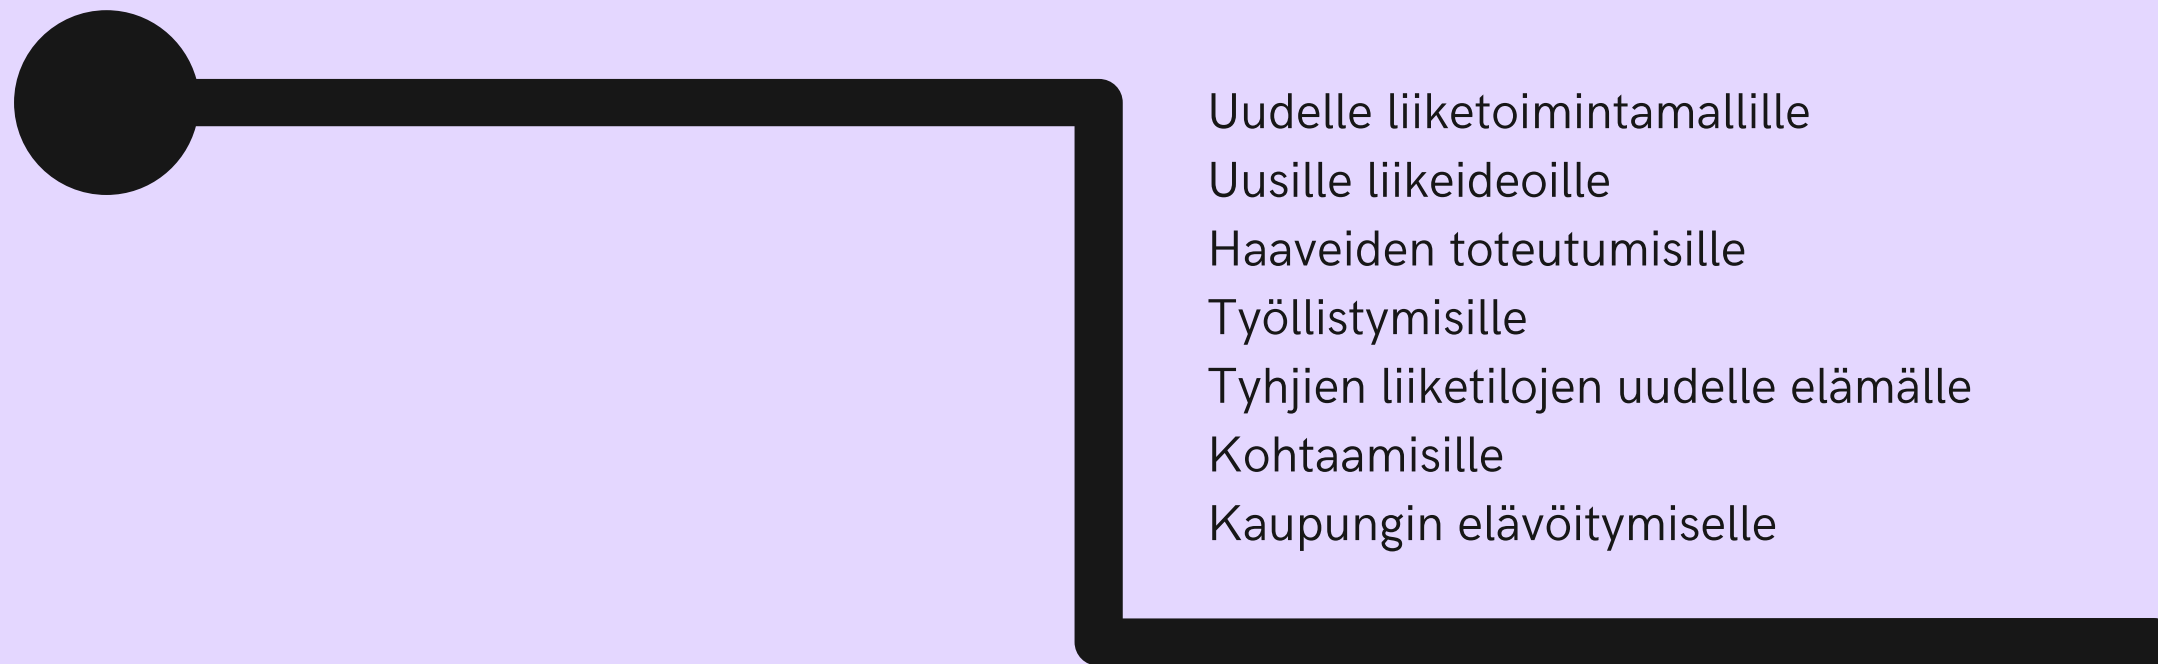 Uudelle liiketoimintamallille
Uusille liikeideoille
Haaveiden toteutumisille
Työllistymisille
Tyhjien liiketilojen uudelle elämälle
Kohtaamisille
Kaupungin elävöitymiselle